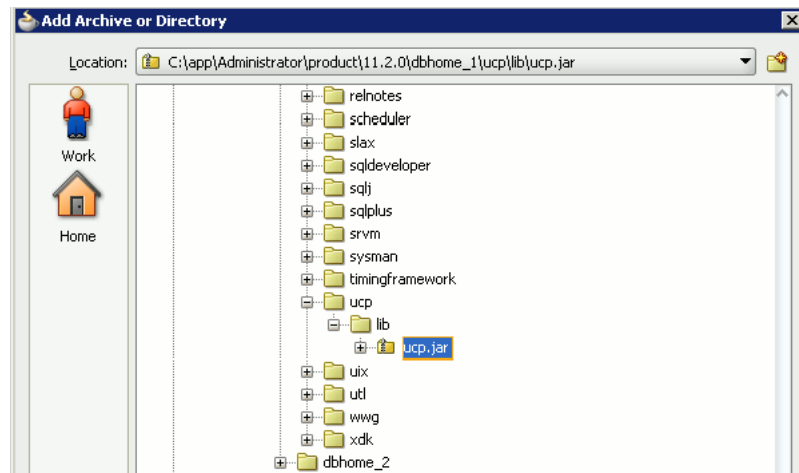 Add Archive or Directory
Location: C:\app\Administrator\product\11.2.0\dbhome_1\ucp\lib\ucp.jar
Work
Home
relnotes
scheduler
slax
sqldeveloper
sqlj
sqlplus
srvm
sysman
timingframework
ucp
lib
ucp.jar
uix
utl
wwg
xdk
dbhome_2